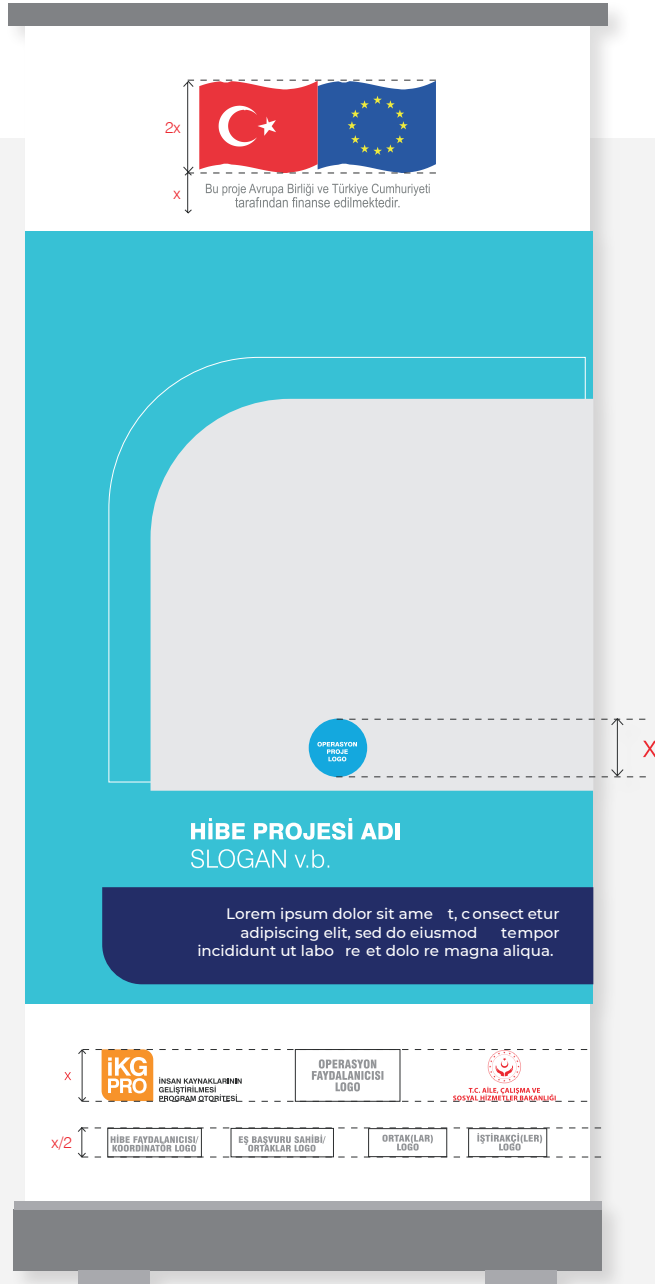 2x
x
Bu proje Avrupa Birliği ve Türkiye Cumhuriyeti
tarafından finanse edilmektedir.
OPERASYON
PROJE
LOGO
X
HİBE PROJESİ ADI
SLOGAN v.b.
Lorem ipsum dolor sit ame t, c onsect etur
adipiscing elit, sed do eiusmod tempor
incididunt ut labo re et dolo re magna aliqua.
x
iKG
PRO
İNSAN KAYNAKLARININ
GELİŞTİRİLMESİ
PROGRAM OTORİTESİ
OPERASYON
FAYDALANICISI
LOGO
T.C. AİLE, ÇALIŞMA VE
SOSYAL HİZMETLER BAKANLIĞI
x/2
HİBE FAYDALANICISI/
KOORDİNATÖR LOGO
EŞ BAŞVURU SAHİBİ/
ORTAKLAR LOGO
ORTAK(LAR)
LOGO
İŞTİRAKÇİ(LER)
LOGO